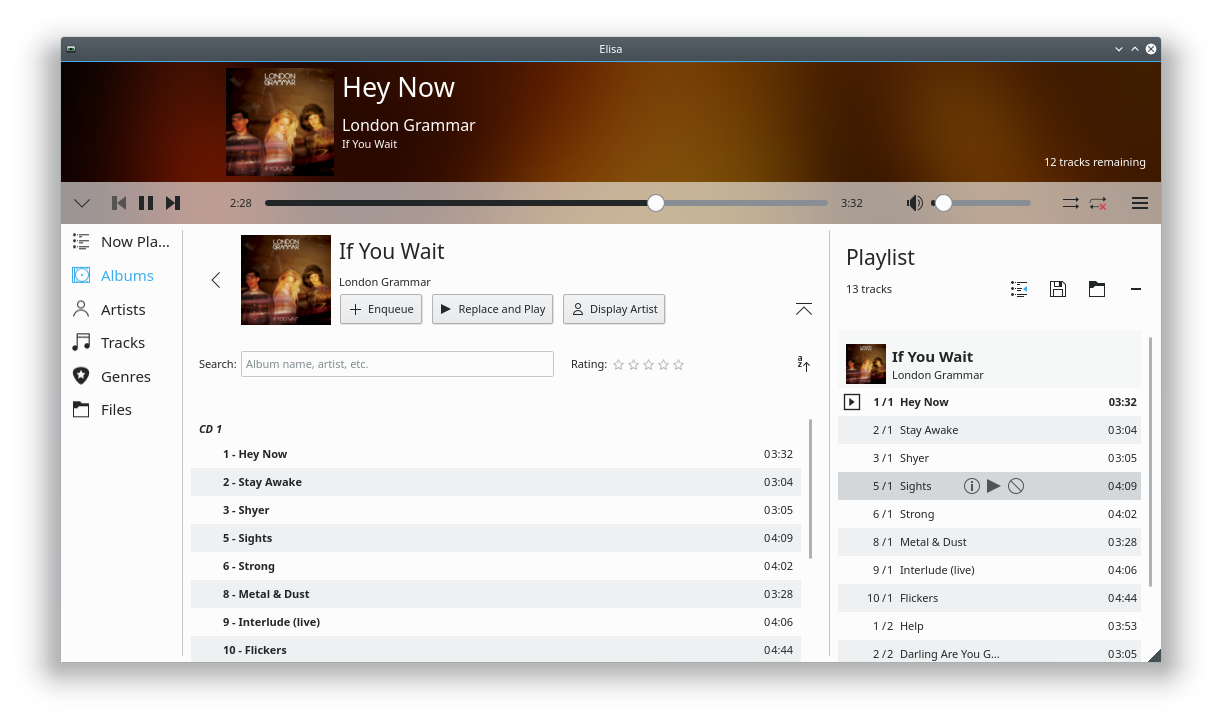 Elisa
LONDON GRAMMAR
IF YOU WAIT
Hey Now
London Grammar
If You Wait
12 tracks remaining
2:28
3:32
Now Pla...
Albums
Artists
Tracks
Genres
Files
LONDON GRAMMAR
IF YOU WAIT
If You Wait
London Grammar
Enqueue
Replace and Play
Display Artist
Search: Album name, artist, etc.
Rating:
a
z
CD 1
1 - Hey Now 03:32
2 - Stay Awake 03:04
3 - Shyer 03:05
5 - Sights 04:09
6 - Strong 04:02
8 - Metal & Dust 03:28
9 - Interlude (live) 04:06
10 - Flickers 04:44
Playlist
13 tracks
If You Wait
London Grammar
1 / 1 Hey Now 03:32
2 / 1 Stay Awake 03:04
3 / 1 Shyer 03:05
5 / 1 Sights 04:09
6 / 1 Strong 04:02
8 / 1 Metal & Dust 03:28
9 / 1 Interlude (live) 04:06
10 / 1 Flickers 04:44
1 / 2 Help 03:53
2 / 2 Darling Are You G... 03:05